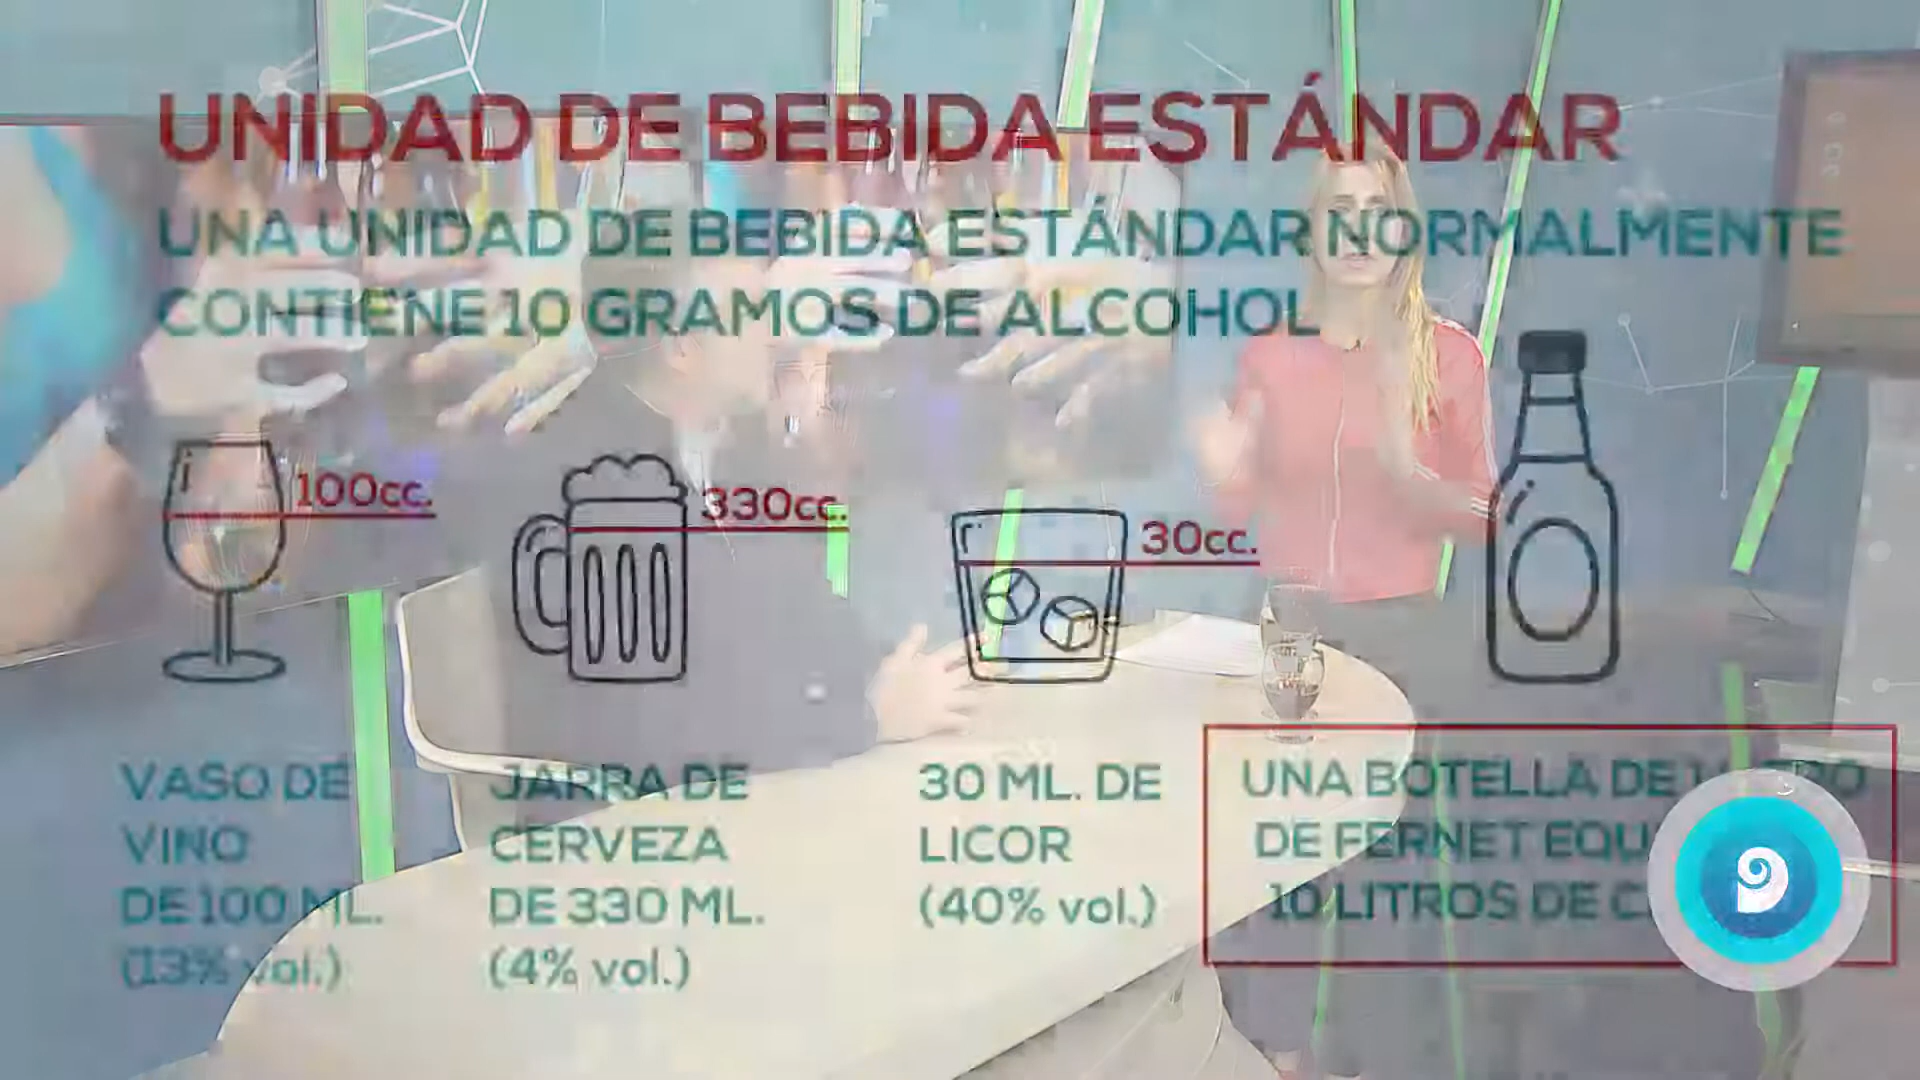 UNIDAD DE BEBIDA ESTÁNDAR
UNA UNIDAD DE BEBIDA ESTÁNDAR NORMALMENTE
CONTIENE 10 GRAMOS DE ALCOHOL
100cc.
330cc.
30cc.
VASO DE
VINO
DE 100 ML.
(13% vol.)
JARRA DE
CERVEZA
DE 330 ML.
(4% vol.)
30 ML. DE
LICOR
(40% vol.)
UNA BOTELLA DE
DE FERNET
10 LITROS DE